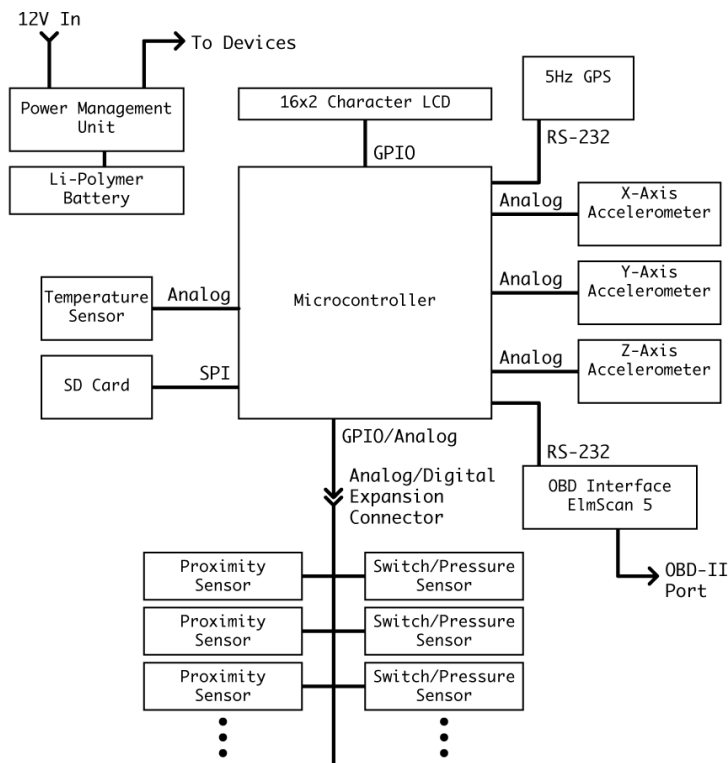 12V In
To Devices
Power Management
Unit
Li-Polymer
Battery
16x2 Character LCD
GPIO
5Hz GPS
RS-232
Analog
X-Axis
Accelerometer
Temperature
Sensor
Analog
Microcontroller
Analog
Y-Axis
Accelerometer
SD Card
SPI
Analog
Z-Axis
Accelerometer
GPIO/Analog
Analog/Digital
Expansion
Connector
RS-232
OBD Interface
ElmScan 5
OBD-II
Port
Proximity
Sensor
Switch/Pressure
Sensor
Proximity
Sensor
Switch/Pressure
Sensor
Proximity
Sensor
Switch/Pressure
Sensor